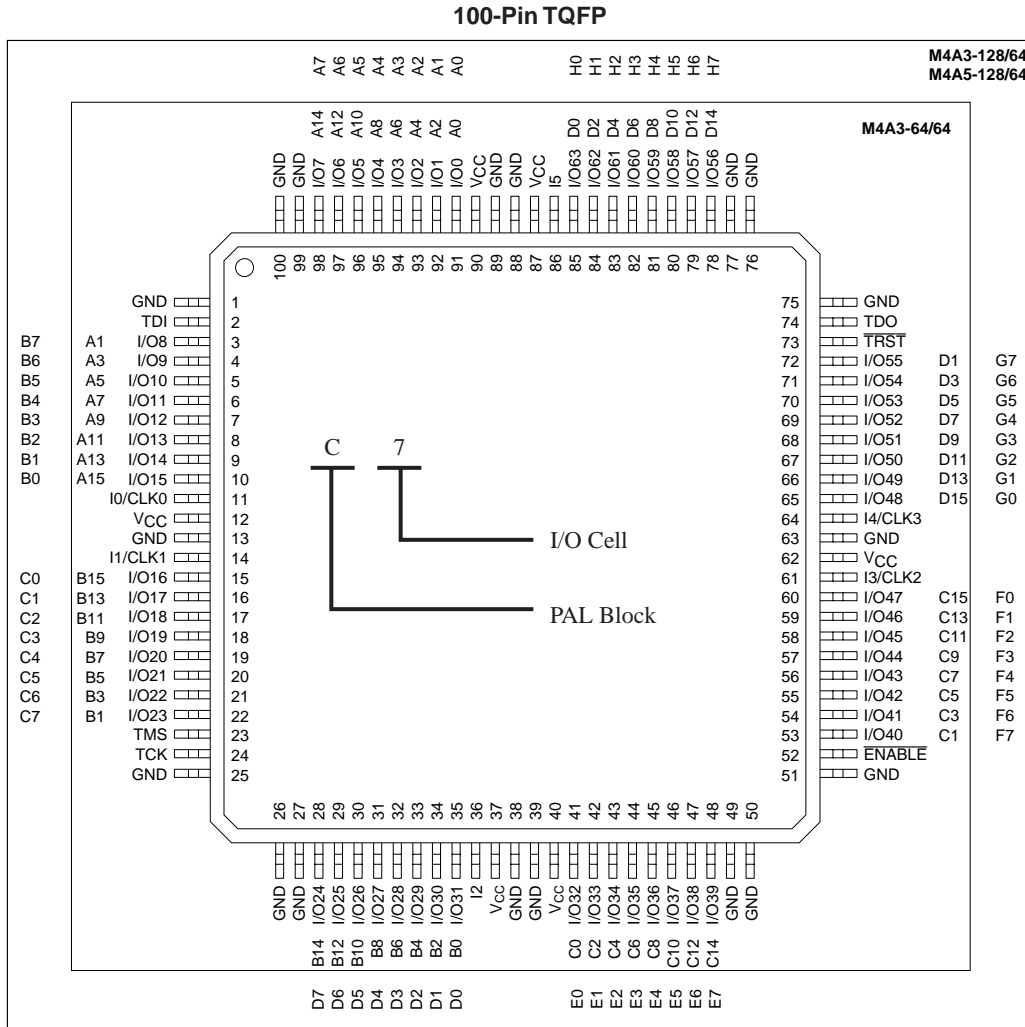 100-Pin TQFP
M4A3-128/64
M4A5-128/64
A7 A6 A5 A4 A3 A2 A1 A0 H0 H1 H2 H3 H4 H5 H6 H7
M4A3-64/64
A14 A12 A10 A8 A6 A4 A2 A0 D0 D2 D4 D6 D8 D10 D12 D14
GND GND I/O7 I/O6 I/O5 I/O4 I/O3 I/O2 I/O1 I/O0 VCC GND GND VCC I5 I/O63 I/O62 I/O61 I/O60 I/O59 I/O58 I/O57 I/O56 GND GND
100 99 98 97 96 95 94 93 92 91 90 89 88 87 86 85 84 83 82 81 80 79 78 77 76
GND 1 75 GND
TDI 2 74 TDO
B7 A1 I/O8 3 73 TRST
B6 A3 I/O9 4 72 I/O55 D1 G7
B5 A5 I/O10 5 71 I/O54 D3 G6
B4 A7 I/O11 6 70 I/O53 D5 G5
B3 A9 I/O12 7 69 I/O52 D7 G4
B2 A11 I/O13 8 68 I/O51 D9 G3
B1 A13 I/O14 9 67 I/O50 D11 G2
B0 A15 I/O15 10 66 I/O49 D13 G1
I0/CLK0 11 65 I/O48 D15 G0
VCC 12 64 I4/CLK3
GND 13 63 GND
I1/CLK1 14 62 VCC
C0 B15 I/O16 15 61 I3/CLK2
C1 B13 I/O17 16 60 I/O47 C15 F0
C2 B11 I/O18 17 59 I/O46 C13 F1
C3 B9 I/O19 18 58 I/O45 C11 F2
C4 B7 I/O20 19 57 I/O44 C9 F3
C5 B5 I/O21 20 56 I/O43 C7 F4
C6 B3 I/O22 21 55 I/O42 C5 F5
C7 B1 I/O23 22 54 I/O41 C3 F6
TMS 23 53 I/O40 C1 F7
TCK 24 52 ENABLE
GND 25 51 GND
C 7
I/O Cell
PAL Block
26 27 28 29 30 31 32 33 34 35 36 37 38 39 40 41 42 43 44 45 46 47 48 49 50
GND GND I/O24 I/O25 I/O26 I/O27 I/O28 I/O29 I/O30 I/O31 I2 VCC GND GND VCC I/O32 I/O33 I/O34 I/O35 I/O36 I/O37 I/O38 I/O39 GND GND
B14 B12 B10 B8 B6 B4 B2 B0 C0 C2 C4 C6 C8 C10 C12 C14
D7 D6 D5 D4 D3 D2 D1 D0 E0 E1 E2 E3 E4 E5 E6 E7